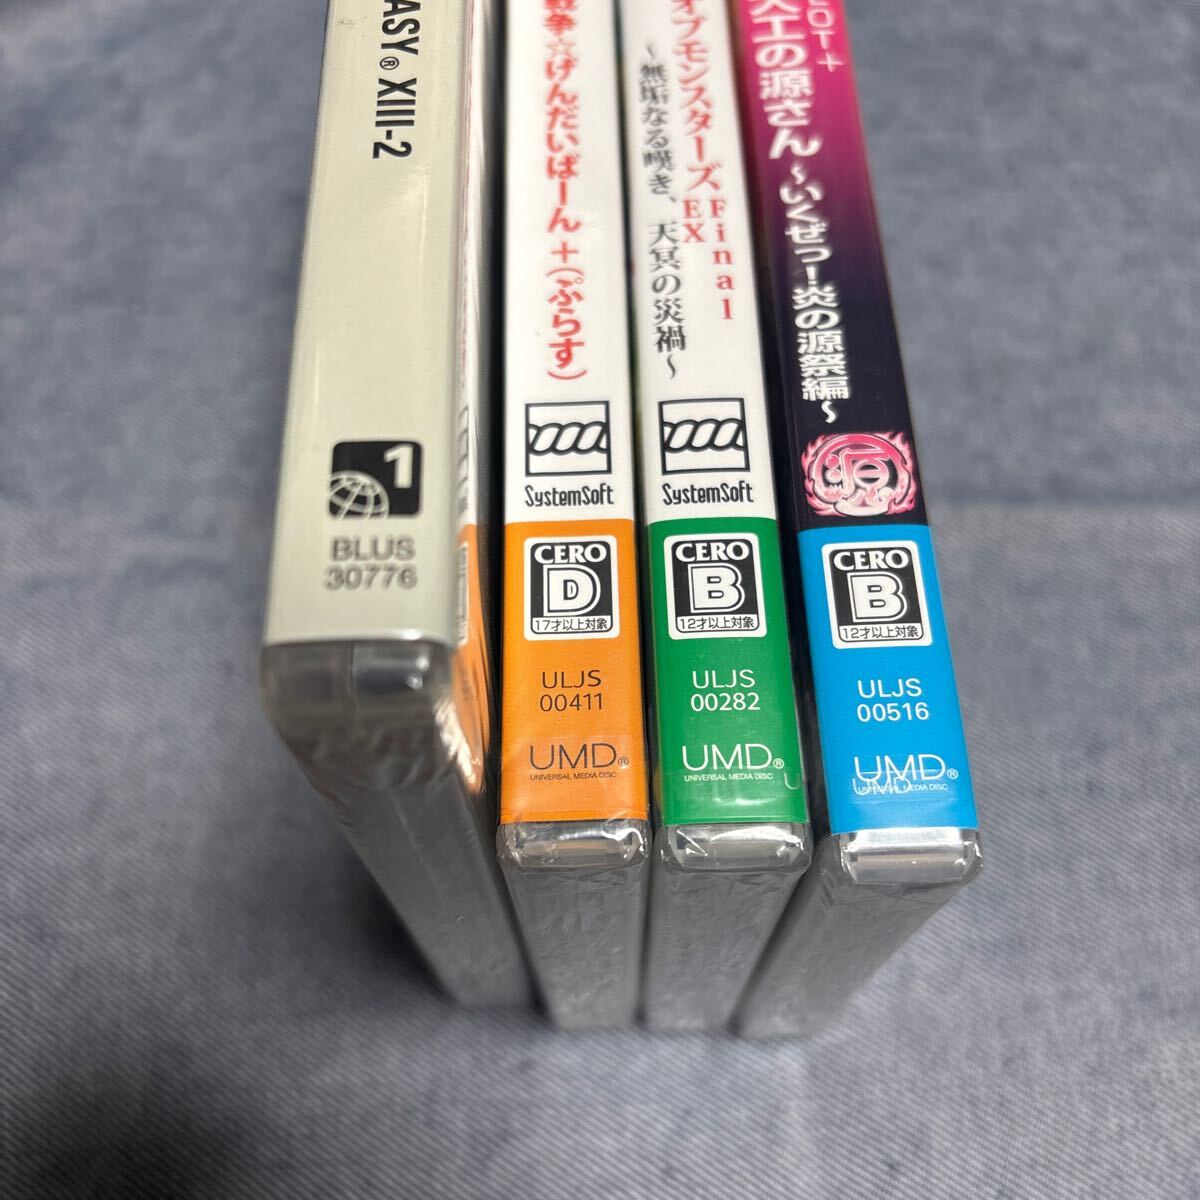 ASY® XIII-2
1
BLUS
30776
戦争☆げんだいばーん+(ぷらす)
SystemSoft
CERO
D
17才以上対象
ULJS
00411
UMD®
UNIVERSAL MEDIA DISC
オブモンスターズ Final
EX
~無垢なる嘆き、天冥の災禍~
SystemSoft
CERO
B
12才以上対象
ULJS
00282
UMD®
UNIVERSAL MEDIA DISC
LOT+
大工の源さん~いくぜっ!炎の源祭編~
源
CERO
B
12才以上対象
ULJS
00516
UMD®
UNIVERSAL MEDIA DISC
UMD